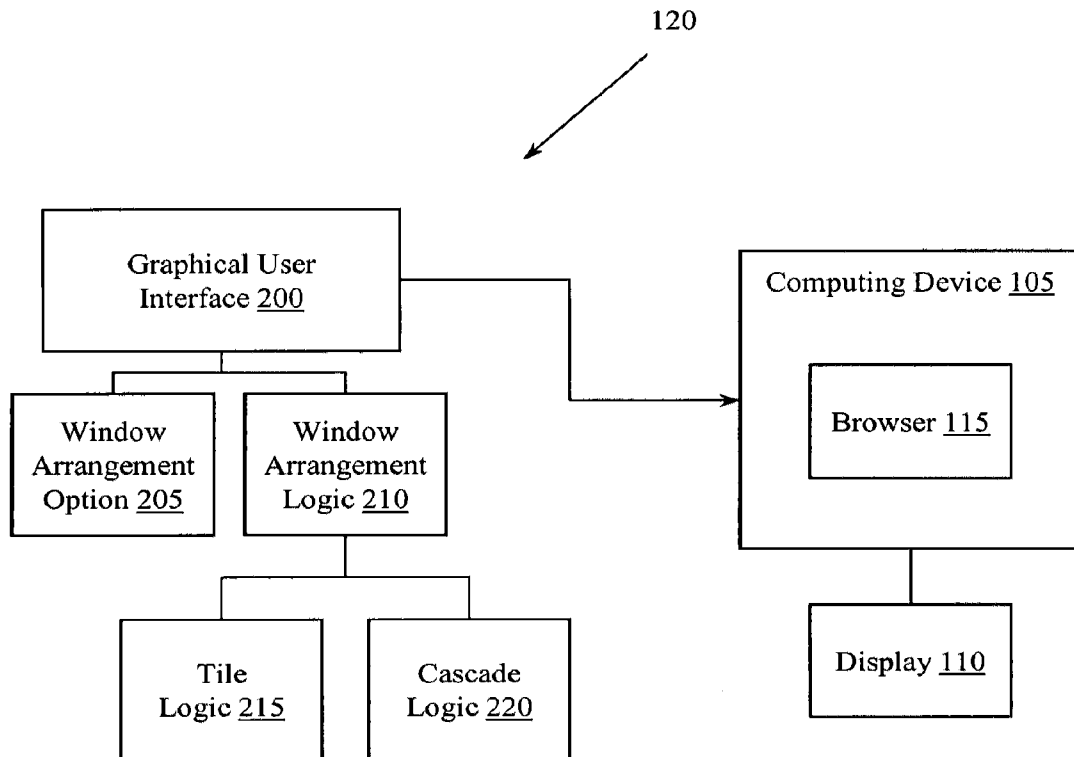 120
Graphical User
Interface 200
Computing Device 105
Browser 115
Window
Arrangement
Option 205
Window
Arrangement
Logic 210
Tile
Logic 215
Cascade
Logic 220
Display 110